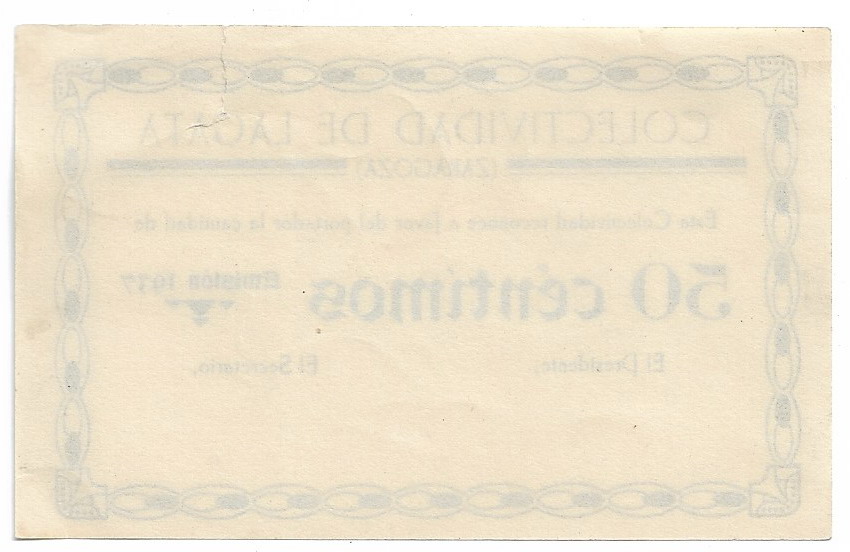 COLECTIVIDAD DE LAGATA
(ZARAGOZA)
Esta Colectividad reconoce a favor del portador la cantidad de
50 céntimos Emisión 1937
El Presidente, El Secretario,